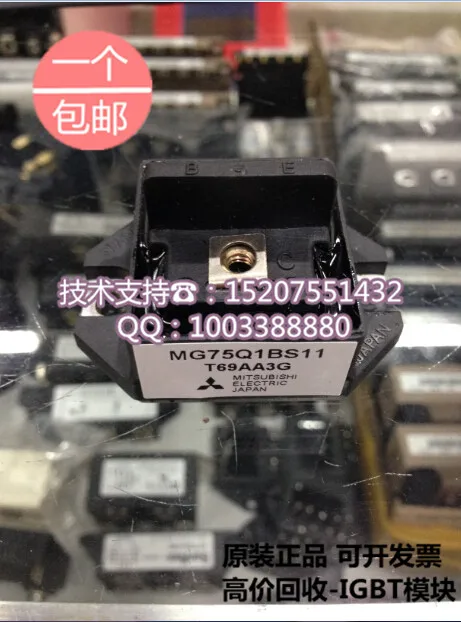 一个
包邮
B G E
C
技术支持☎：15207551432
QQ：1003388880
MG75Q1BS11
T69AA3G
MITSUBISHI
ELECTRIC
JAPAN
JAPAN
原装正品 可开发票
高价回收-IGBT模块